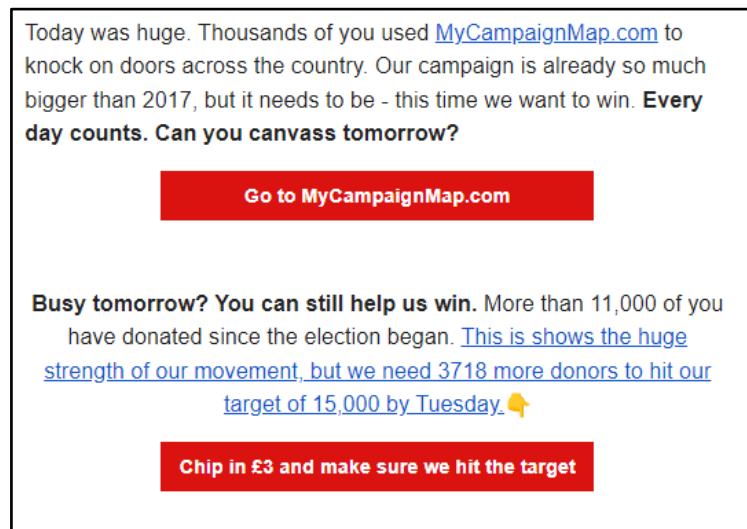 Today was huge. Thousands of you used MyCampaignMap.com to
knock on doors across the country. Our campaign is already so much
bigger than 2017, but it needs to be - this time we want to win. Every
day counts. Can you canvass tomorrow?
Go to MyCampaignMap.com
Busy tomorrow? You can still help us win. More than 11,000 of you
have donated since the election began. This is shows the huge
strength of our movement, but we need 3718 more donors to hit our
target of 15,000 by Tuesday.👇
Chip in £3 and make sure we hit the target